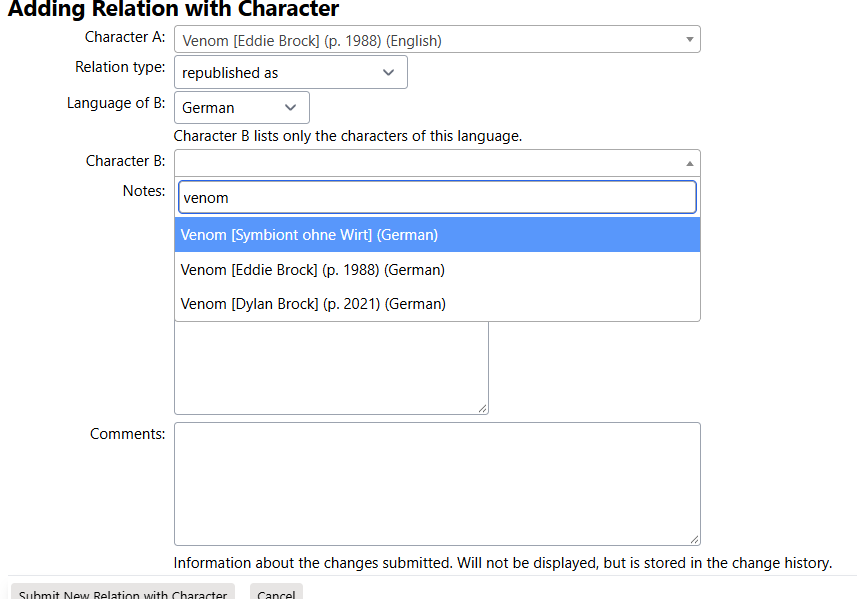 Adding Relation with Character
Character A: Venom [Eddie Brock] (p. 1988) (English)
Relation type: republished as
Language of B: German
Character B lists only the characters of this language.
Character B:
Notes: venom
Venom [Symbiont ohne Wirt] (German)
Venom [Eddie Brock] (p. 1988) (German)
Venom [Dylan Brock] (p. 2021) (German)
Comments:
Information about the changes submitted. Will not be displayed, but is stored in the change history.
Submit New Relation with Character Cancel